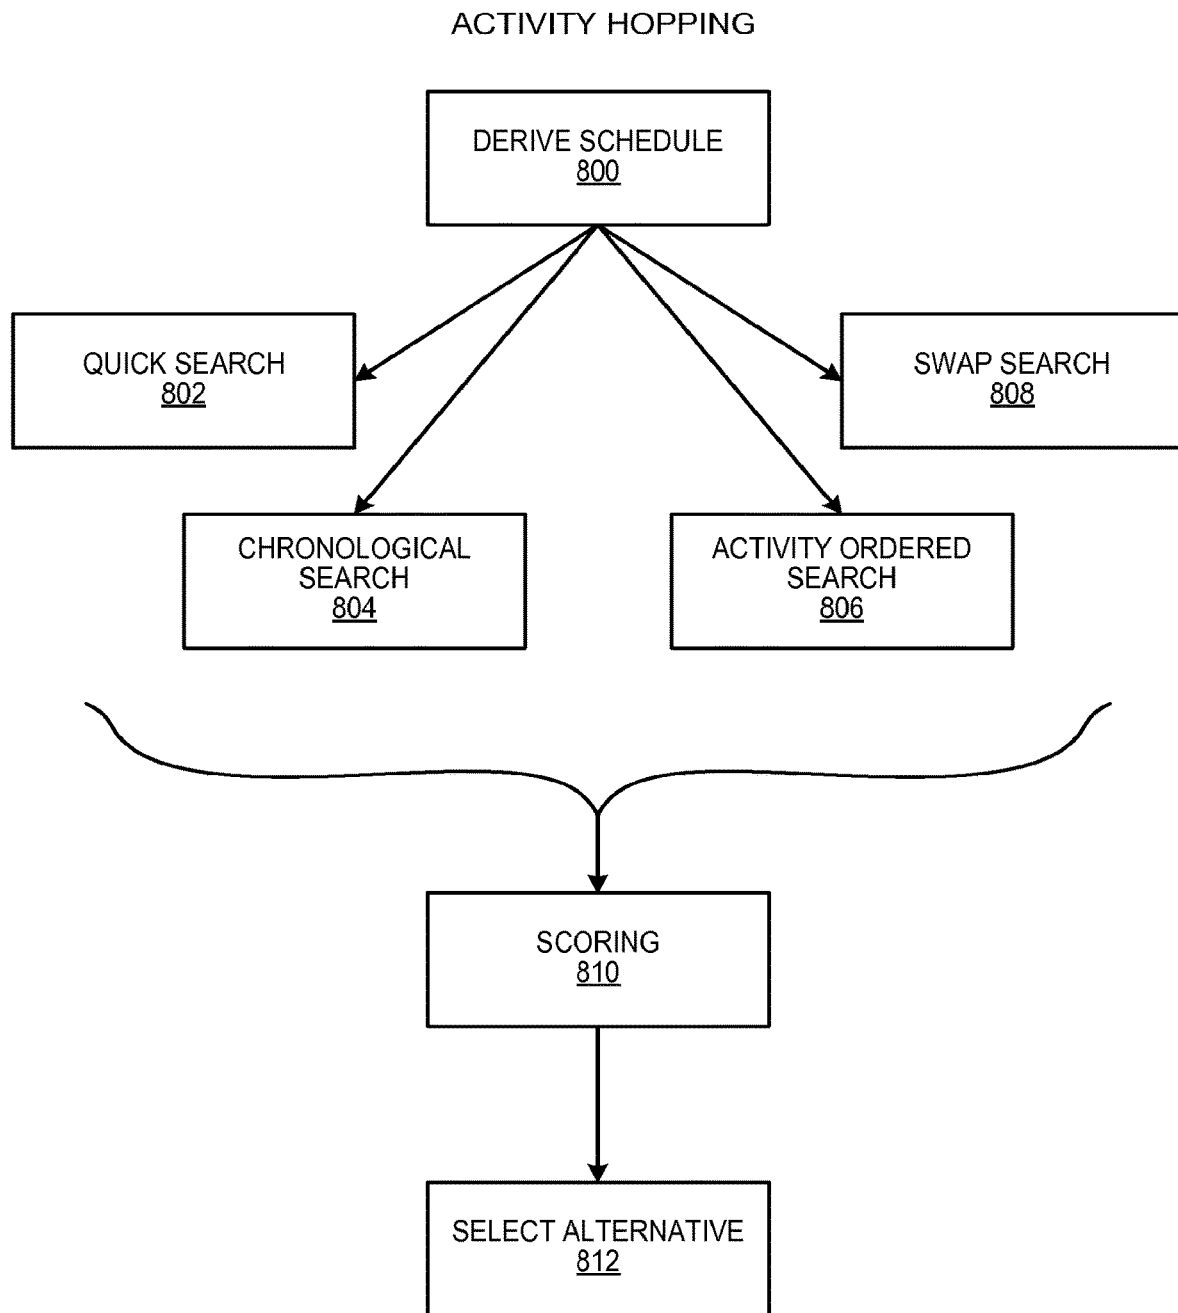 ACTIVITY HOPPING
DERIVE SCHEDULE
800
QUICK SEARCH
802
SWAP SEARCH
808
CHRONOLOGICAL
SEARCH
804
ACTIVITY ORDERED
SEARCH
806
SCORING
810
SELECT ALTERNATIVE
812